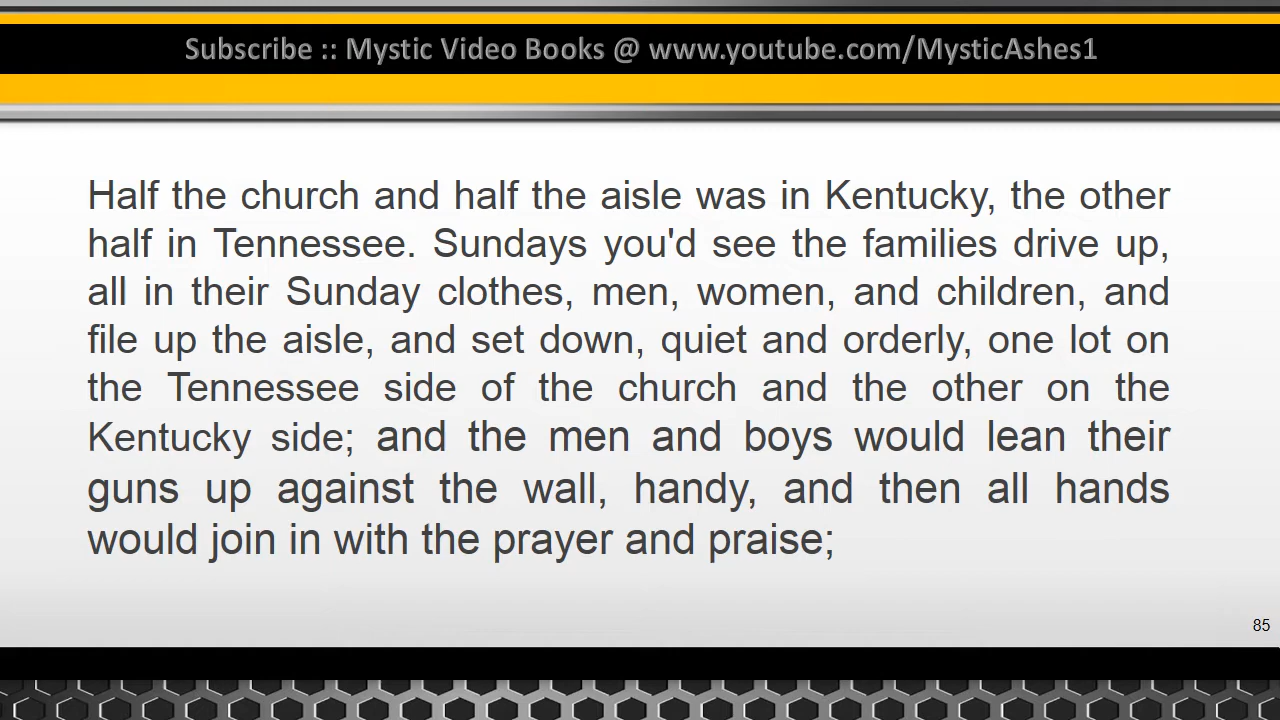 Subscribe :: Mystic Video Books @ www.youtube.com/MysticAshes1
Half the church and half the aisle was in Kentucky, the other
half in Tennessee. Sundays you'd see the families drive up,
all in their Sunday clothes, men, women, and children, and
file up the aisle, and set down, quiet and orderly, one lot on
the Tennessee side of the church and the other on the
Kentucky side; and the men and boys would lean their
guns up against the wall, handy, and then all hands
would join in with the prayer and praise;
85